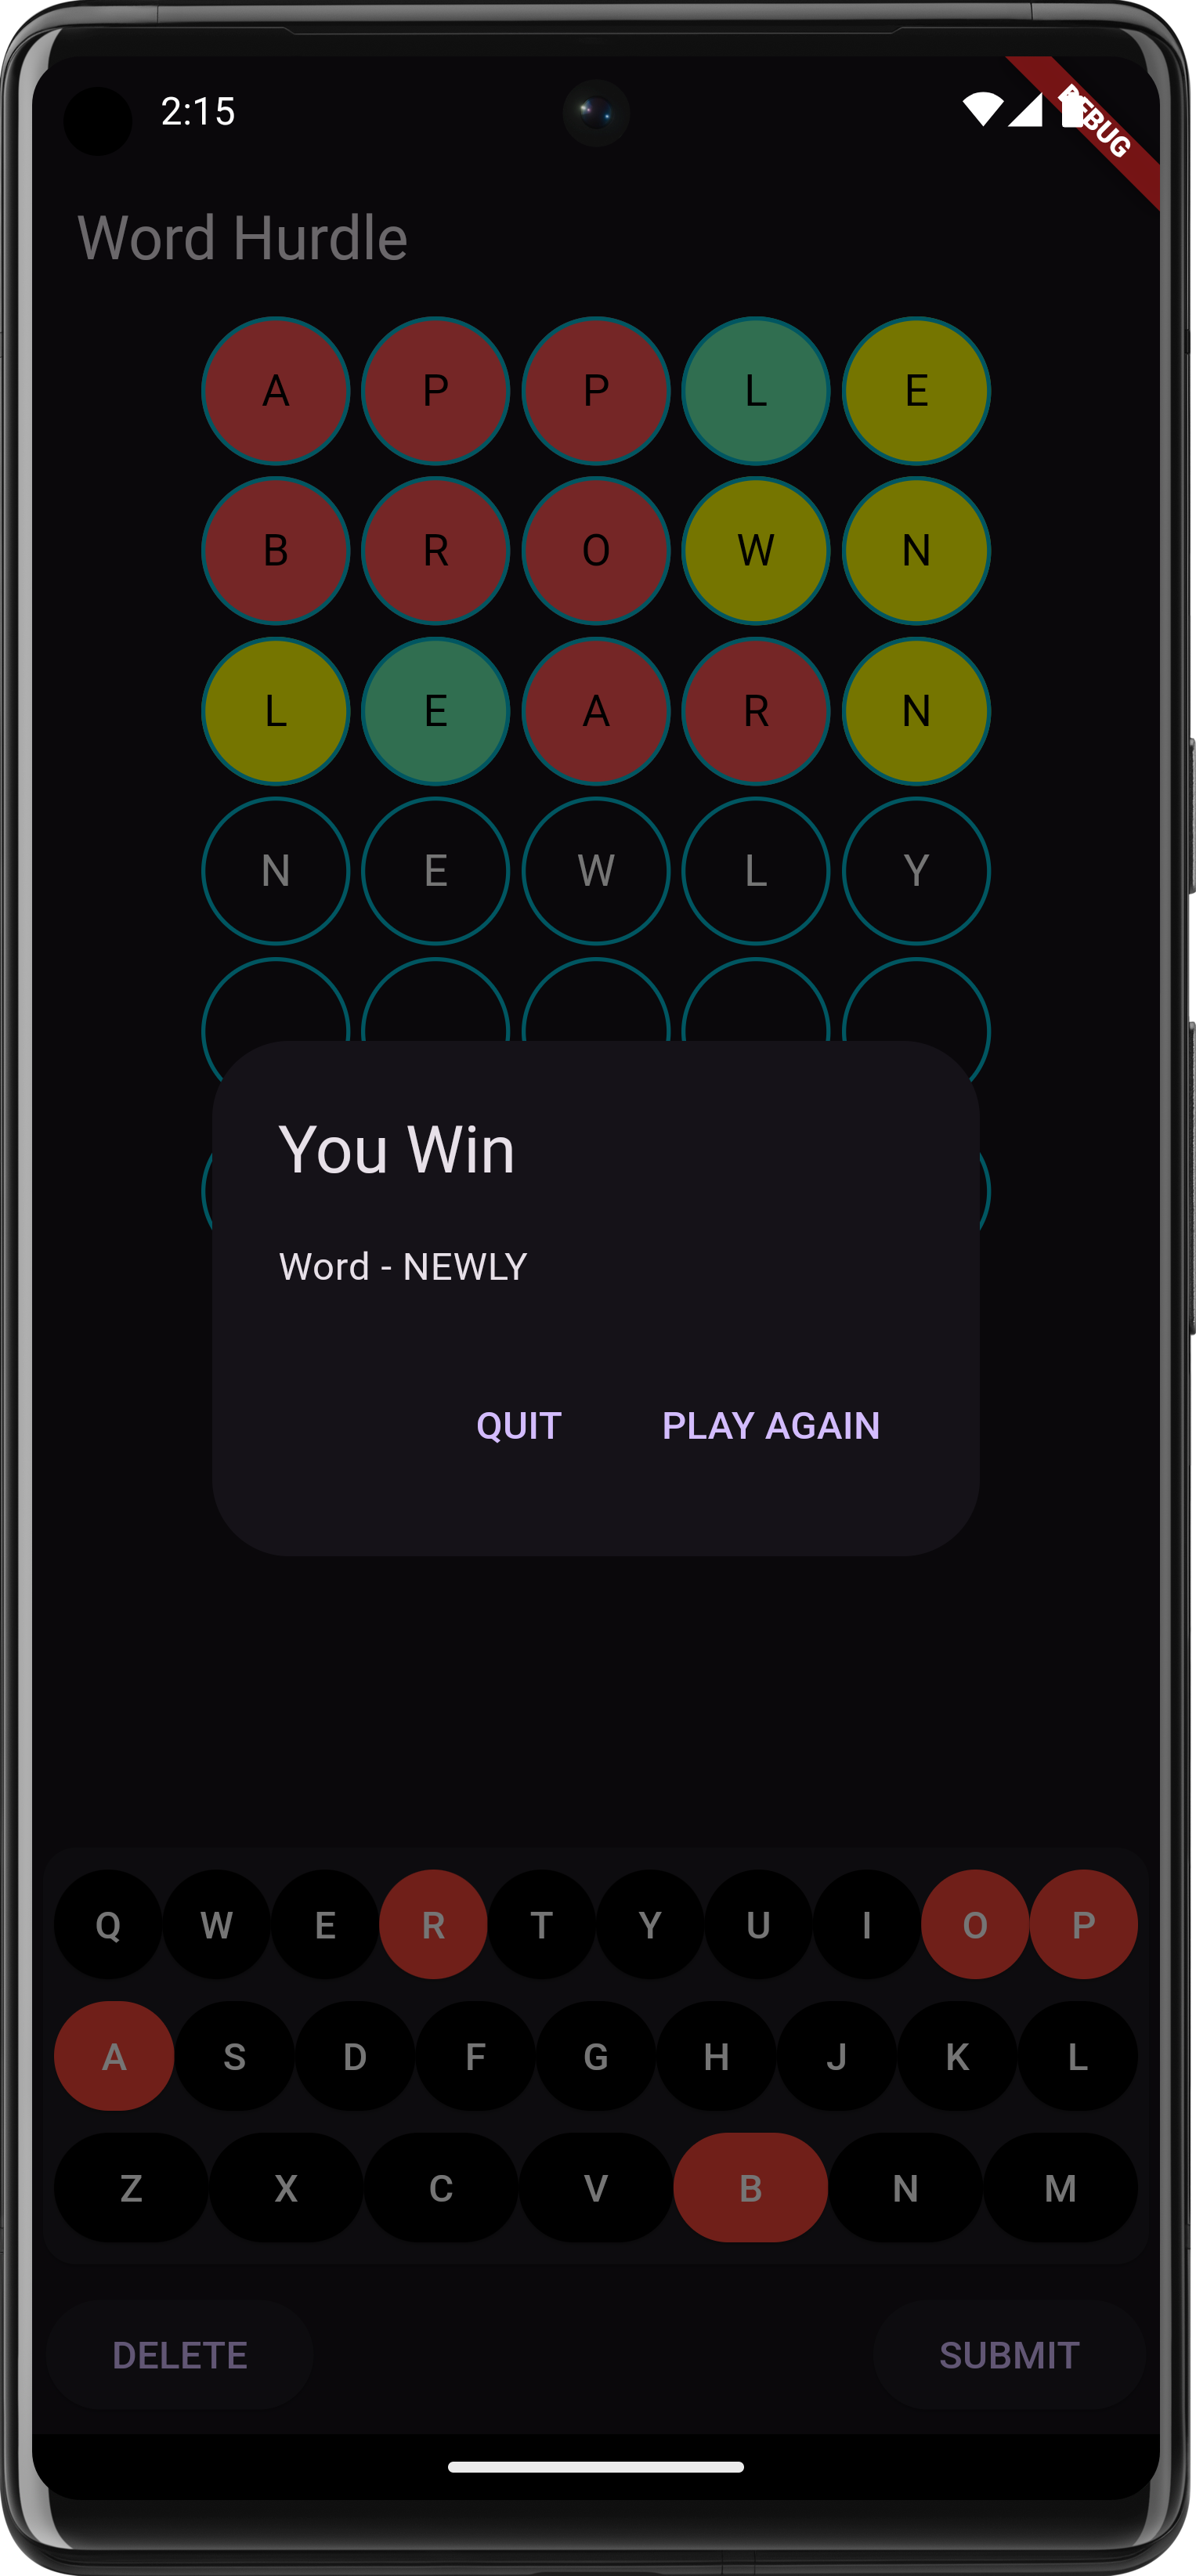 2:15
DEBUG
Word Hurdle
A P P L E
B R O W N
L E A R N
N E W L Y
You Win
Word - NEWLY
QUIT PLAY AGAIN
Q W E R T Y U I O P
A S D F G H J K L
Z X C V B N M
DELETE SUBMIT